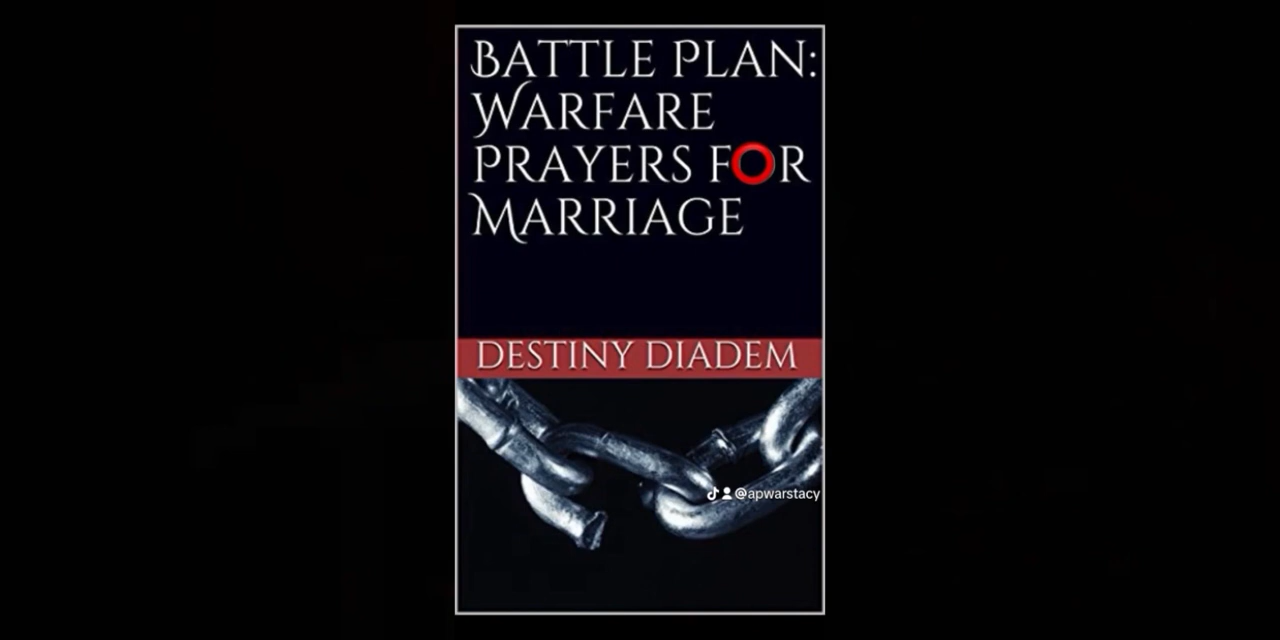 BATTLE PLAN:
WARFARE
PRAYERS FOR
MARRIAGE
DESTINY DIADEM
@apwarstacy